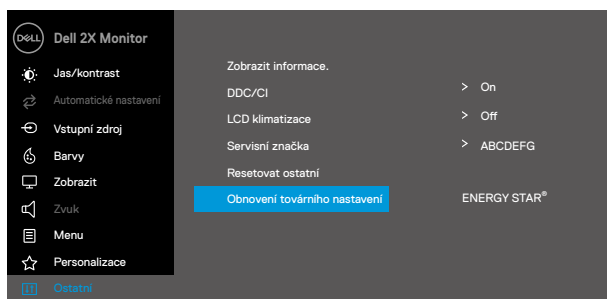 DELL
Dell 2X Monitor
Jas/kontrast
Automatické nastavení
Vstupní zdroj
Barvy
Zobrazit
Zvuk
Menu
Personalizace
Ostatní
Zobrazit informace.
DDC/CI > On
LCD klimatizace > Off
Servisní značka > ABCDEFG
Resetovat ostatní
Obnovení továrního nastavení ENERGY STAR®